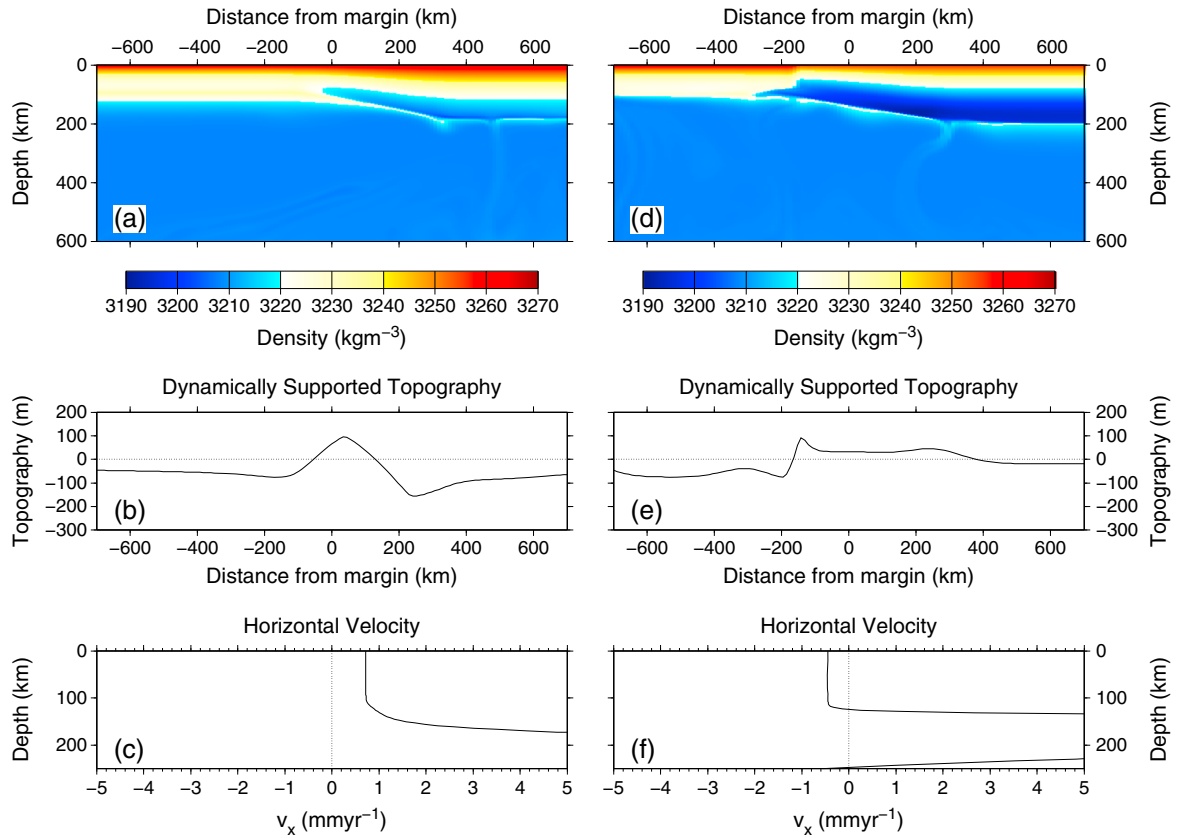 Distance from margin (km)
−600 −400 −200 0 200 400 600
0
200
400
600
Depth (km)
(a)
3190 3200 3210 3220 3230 3240 3250 3260 3270
Density (kgm−3)
Dynamically Supported Topography
200
100
0
−100
−200
−300
Topography (m)
(b)
−600 −400 −200 0 200 400 600
Distance from margin (km)
Horizontal Velocity
0
100
200
Depth (km)
(c)
−5 −4 −3 −2 −1 0 1 2 3 4 5
v_x (mmyr−1)
Distance from margin (km)
−600 −400 −200 0 200 400 600
0
200
400
600
Depth (km)
(d)
3190 3200 3210 3220 3230 3240 3250 3260 3270
Density (kgm−3)
Dynamically Supported Topography
200
100
0
−100
−200
−300
Topography (m)
(e)
−600 −400 −200 0 200 400 600
Distance from margin (km)
Horizontal Velocity
0
100
200
Depth (km)
(f)
−5 −4 −3 −2 −1 0 1 2 3 4 5
v_x (mmyr−1)